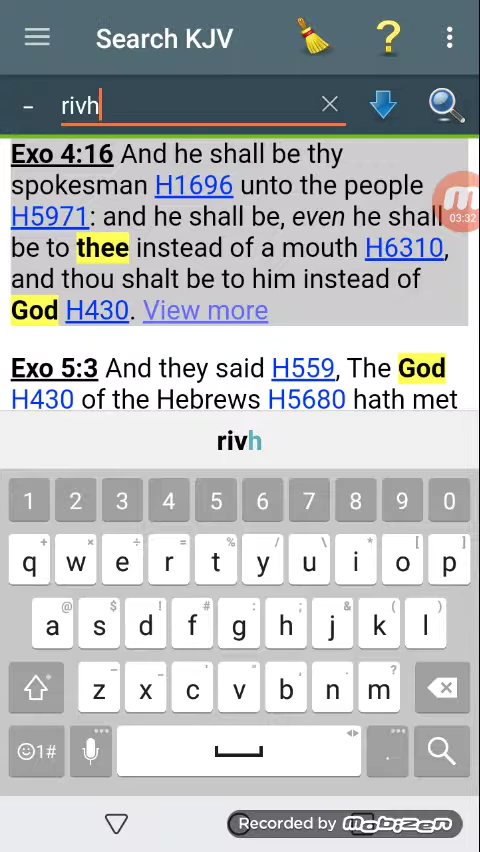 Search KJV
?
- rivh
Exo 4:16 And he shall be thy
spokesman H1696 unto the people
H5971: and he shall be, even he shall
03:32
be to thee instead of a mouth H6310,
and thou shalt be to him instead of
God H430. View more
Exo 5:3 And they said H559, The God
H430 of the Hebrews H5680 hath met
rivh
1 2 3 4 5 6 7 8 9 0
+ × ÷ % / ^ * [ ]
q w e r t y u i o p
@ $ ! # : ; & ( )
a s d f g h j k l
_ – ' " ˇ . ?
z x c v b n m
☺1# .
Recorded by Mobizen